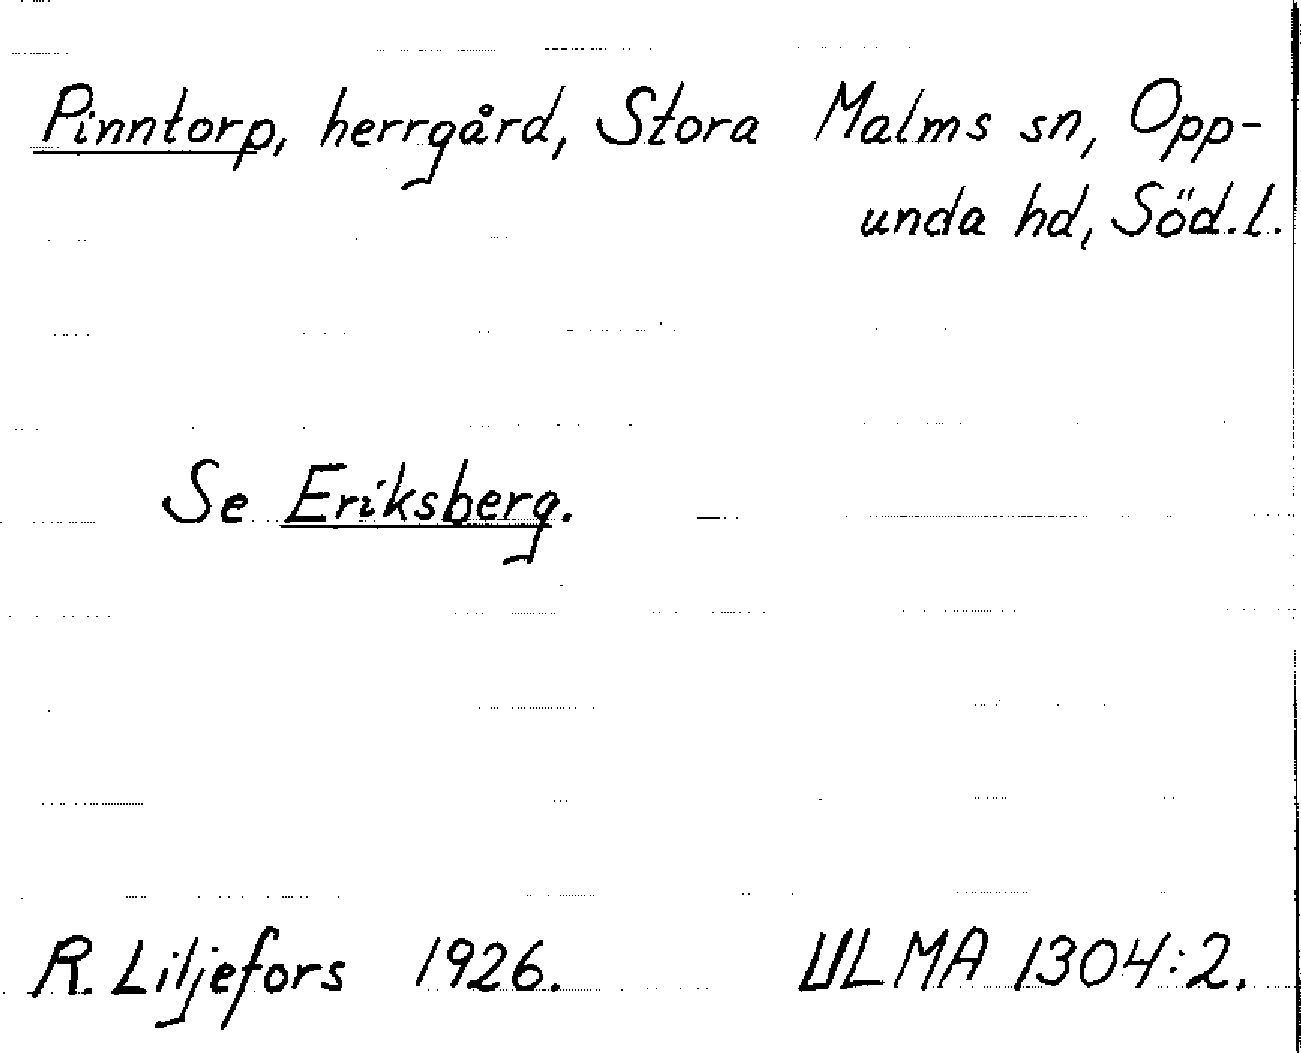 Pinntorp, herrgård, Stora Malms sn, Opp-
unda hd, Söd.l.
Se Eriksberg.
R. Liljefors 1926. ULMA 1304:2.